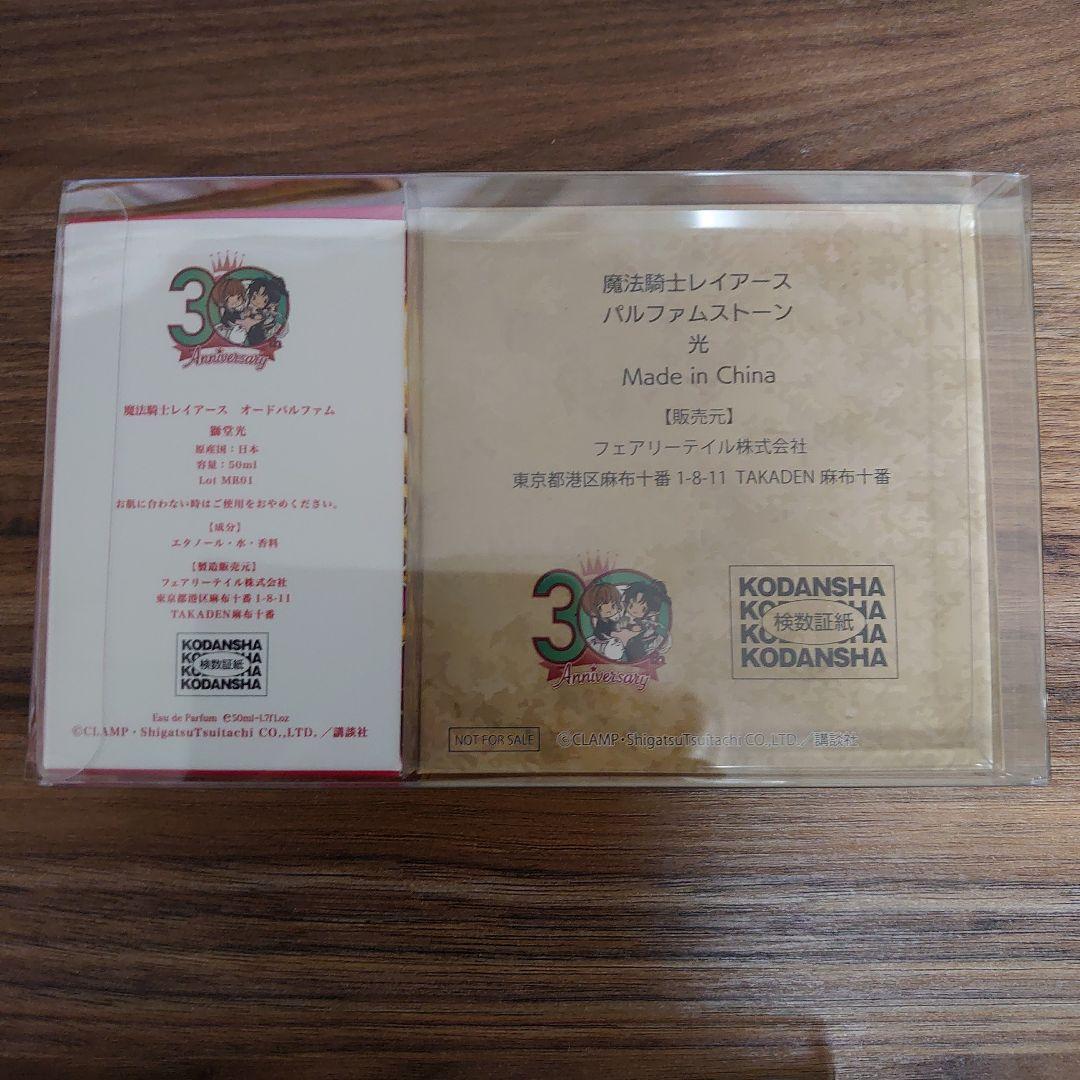 30
Anniversary
魔法騎士レイアース オードパルファム
獅堂光
原産国：日本
容量：50ml
Lot MR01
お肌に合わない時はご使用をおやめください。
【成分】
エタノール・水・香料
【製造販売元】
フェアリーテイル株式会社
東京都港区麻布十番 1-8-11
TAKADEN麻布十番
KODANSHA
KODANSHA
検数証紙
KODANSHA
KODANSHA
Eau de Parfum ℮50ml-1.7fl.oz
©CLAMP・ShigatsuTsuitachi CO.,LTD.／講談社
魔法騎士レイアース
パルファムストーン
光
Made in China
【販売元】
フェアリーテイル株式会社
東京都港区麻布十番 1-8-11 TAKADEN 麻布十番
30
Anniversary
KODANSHA
KODANSHA
検数証紙
KODANSHA
KODANSHA
NOT FOR SALE ©CLAMP・ShigatsuTsuitachi CO.,LTD.／講談社